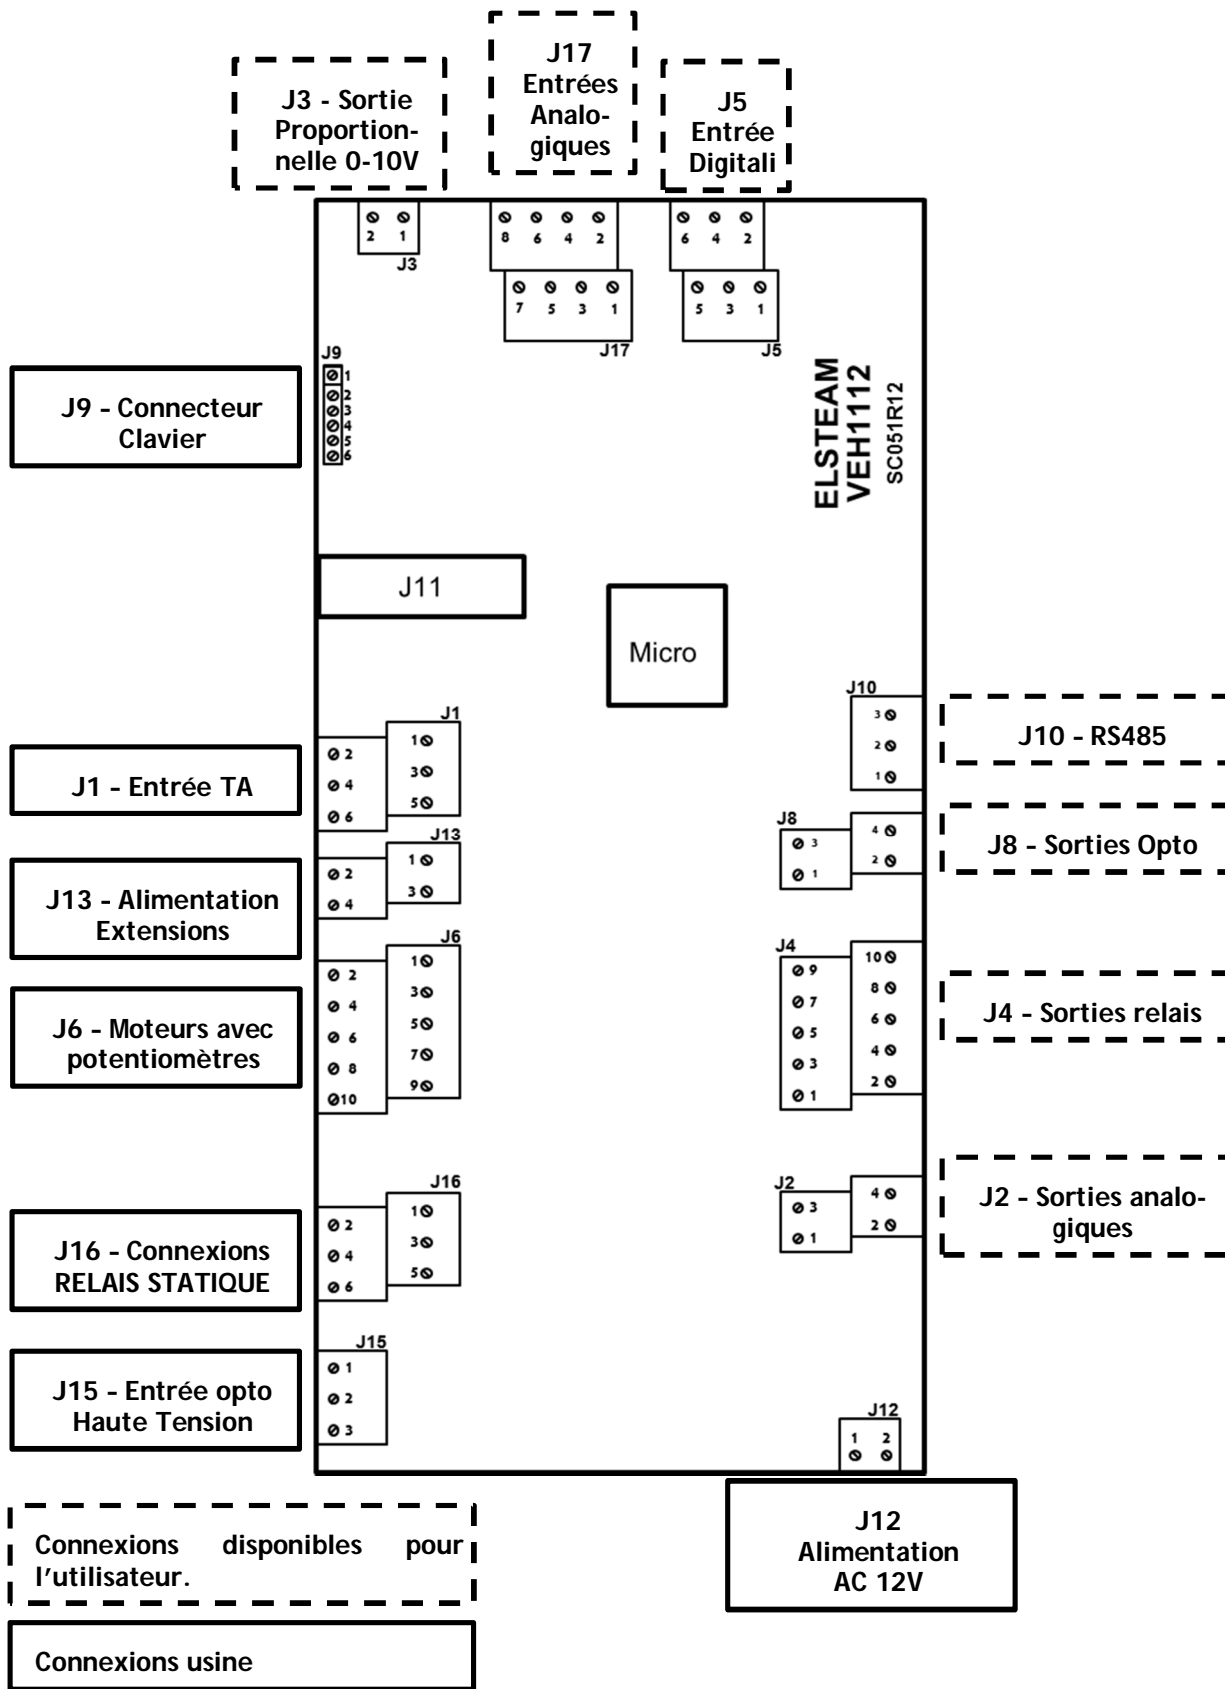 J3 - Sortie
Proportion-
nelle 0-10V
J17
Entrées
Analo-
giques
J5
Entrée
Digitali
2 1
J3
8 6 4 2
7 5 3 1
J17
6 4 2
5 3 1
J5
ELSTEAM
VEH1112
SC051R12
J9
1
2
3
4
5
6
J9 - Connecteur
Clavier
J11
Micro
J1
1
3
5
2
4
6
J1 - Entrée TA
J13
1
3
2
4
J13 - Alimentation
Extensions
J6
1
3
5
7
9
2
4
6
8
10
J6 - Moteurs avec
potentiomètres
J16
1
3
5
2
4
6
J16 - Connexions
RELAIS STATIQUE
J15
1
2
3
J15 - Entrée opto
Haute Tension
J10
3
2
1
J10 - RS485
J8
3
1
4
2
J8 - Sorties Opto
J4
9
7
5
3
1
10
8
6
4
2
J4 - Sorties relais
J2
3
1
4
2
J2 - Sorties analo-
giques
J12
1 2
J12
Alimentation
AC 12V
Connexions disponibles pour
l'utilisateur.
Connexions usine